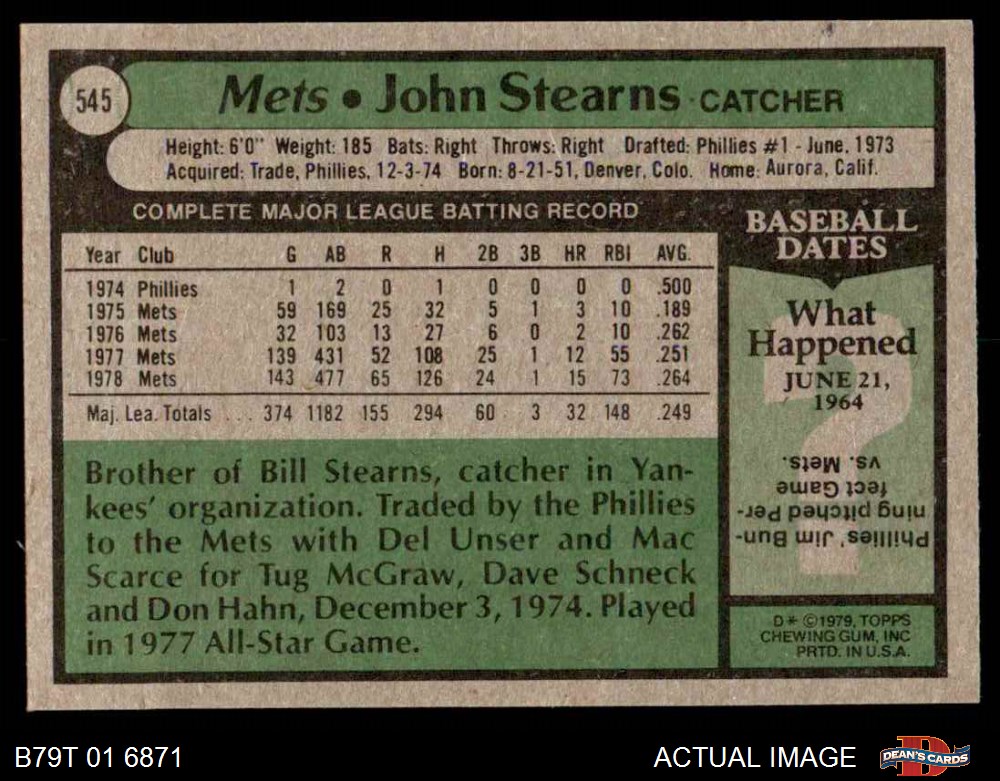 545
Mets • John Stearns · CATCHER
Height: 6'0" Weight: 185 Bats: Right Throws: Right Drafted: Phillies #1 - June, 1973
Acquired: Trade, Phillies, 12-3-74 Born: 8-21-51, Denver, Colo. Home: Aurora, Calif.
COMPLETE MAJOR LEAGUE BATTING RECORD
Year Club G AB R H 2B 3B HR RBI AVG.
1974 Phillies 1 2 0 1 0 0 0 0 .500
1975 Mets 59 169 25 32 5 1 3 10 .189
1976 Mets 32 103 13 27 6 0 2 10 .262
1977 Mets 139 431 52 108 25 1 12 55 .251
1978 Mets 143 477 65 126 24 1 15 73 .264
Maj. Lea. Totals ... 374 1182 155 294 60 3 32 148 .249
Brother of Bill Stearns, catcher in Yan-
kees' organization. Traded by the Phillies
to the Mets with Del Unser and Mac
Scarce for Tug McGraw, Dave Schneck
and Don Hahn, December 3, 1974. Played
in 1977 All-Star Game.
BASEBALL
DATES
What
Happened
JUNE 21,
1964
?
Phillies' Jim Bun-
ning pitched Per-
fect Game
vs. Mets.
D* ©1979, TOPPS
CHEWING GUM, INC
PRTD. IN U.S.A.
B79T 01 6871
ACTUAL IMAGE
DEAN'S CARDS